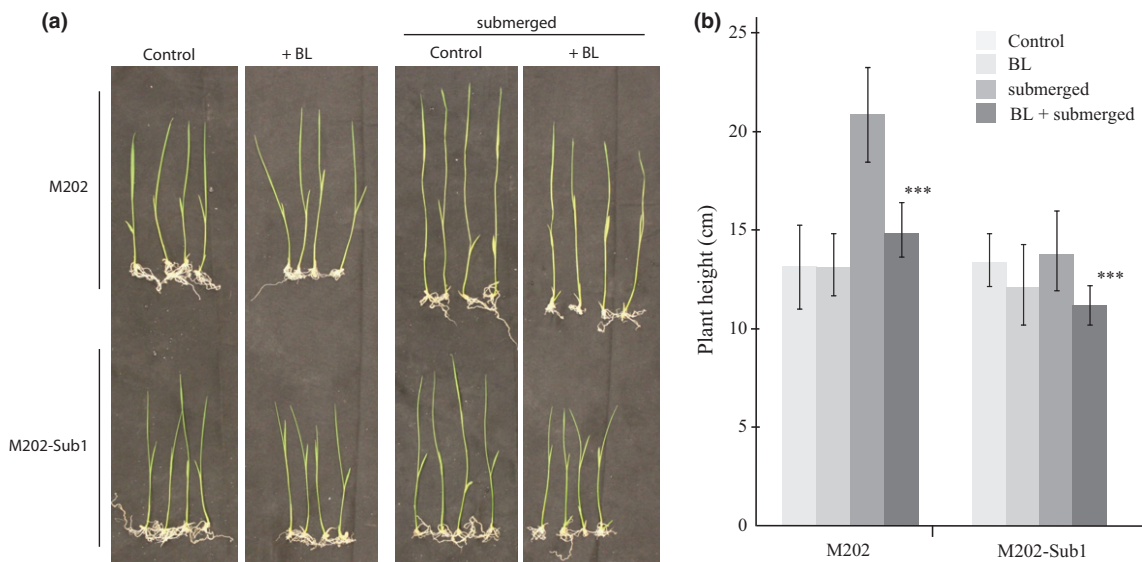 (a)
submerged
Control
+ BL
Control
+ BL
M202
M202-Sub1
(b)
Plant height (cm)
25
20
15
10
5
0
Control
BL
submerged
BL + submerged
***
***
M202
M202-Sub1